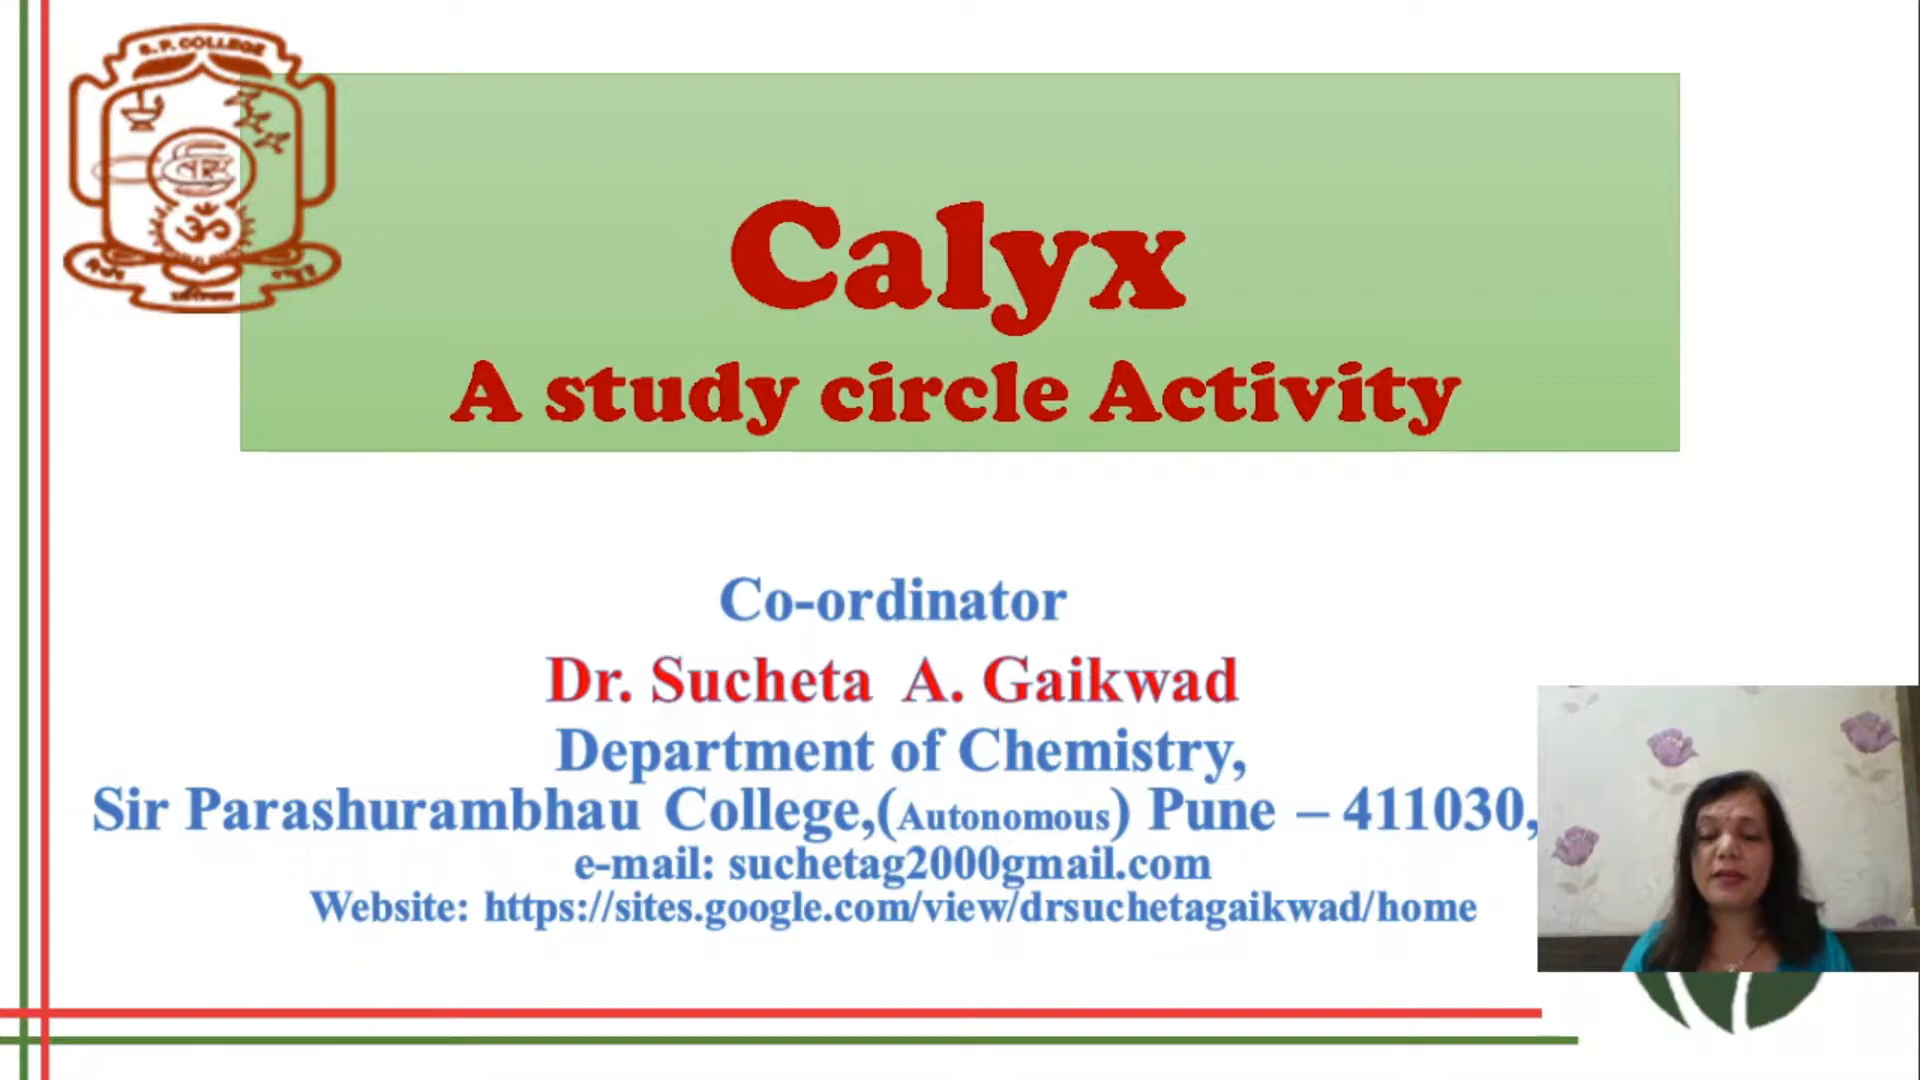 S. P. COLLEGE
Calyx
A study circle Activity
Co-ordinator
Dr. Sucheta A. Gaikwad
Department of Chemistry,
Sir Parashurambhau College,(Autonomous) Pune – 411030,
e-mail: suchetag2000gmail.com
Website: https://sites.google.com/view/drsuchetagaikwad/home